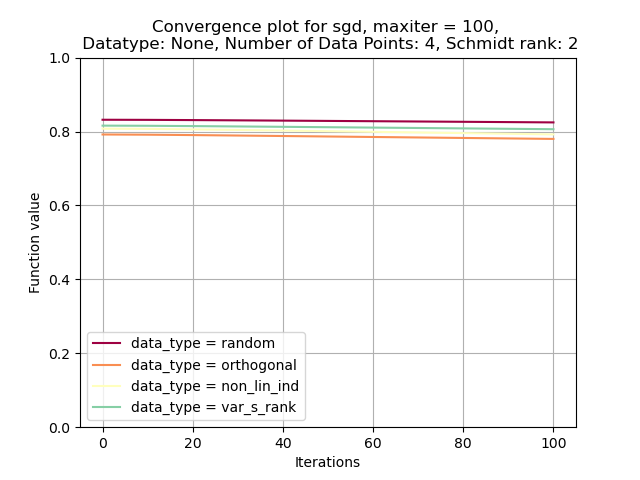 Convergence plot for sgd, maxiter = 100,
Datatype: None, Number of Data Points: 4, Schmidt rank: 2
1.0
0.8
0.6
0.4
0.2
0.0
Function value
data_type = random
data_type = orthogonal
data_type = non_lin_ind
data_type = var_s_rank
0 20 40 60 80 100
Iterations